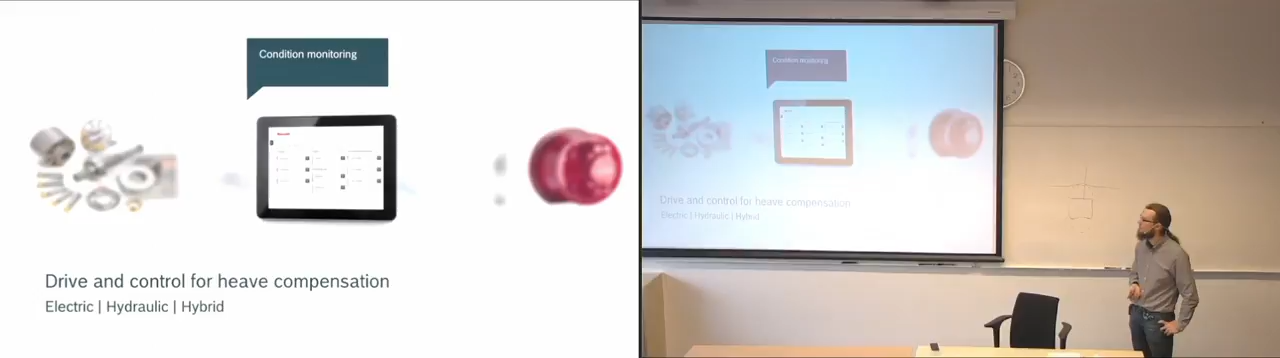 Condition monitoring
Drive and control for heave compensation
Electric | Hydraulic | Hybrid
Condition monitoring
Drive and control for heave compensation
Electric | Hydraulic | Hybrid